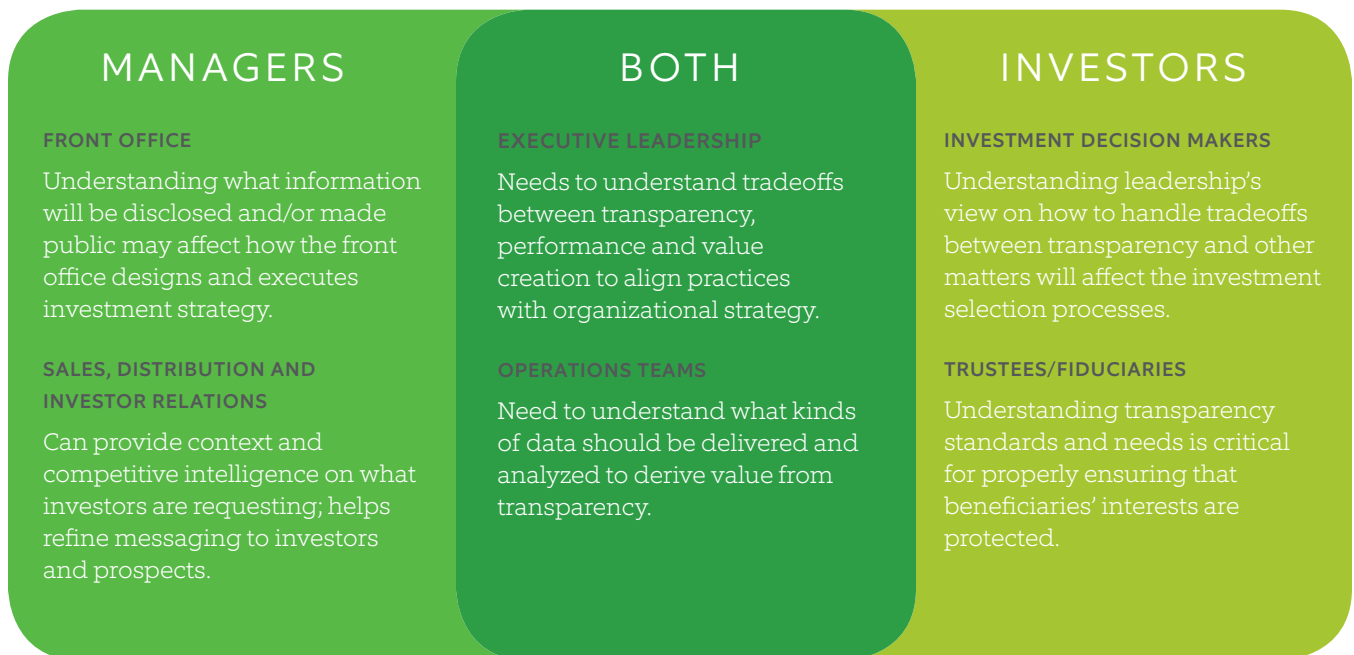 MANAGERS
FRONT OFFICE
Understanding what information
will be disclosed and/or made
public may affect how the front
office designs and executes
investment strategy.
SALES, DISTRIBUTION AND
INVESTOR RELATIONS
Can provide context and
competitive intelligence on what
investors are requesting; helps
refine messaging to investors
and prospects.
BOTH
EXECUTIVE LEADERSHIP
Needs to understand tradeoffs
between transparency,
performance and value
creation to align practices
with organizational strategy.
OPERATIONS TEAMS
Need to understand what kinds
of data should be delivered and
analyzed to derive value from
transparency.
INVESTORS
INVESTMENT DECISION MAKERS
Understanding leadership’s
view on how to handle tradeoffs
between transparency and other
matters will affect the investment
selection processes.
TRUSTEES/FIDUCIARIES
Understanding transparency
standards and needs is critical
for properly ensuring that
beneficiaries’ interests are
protected.